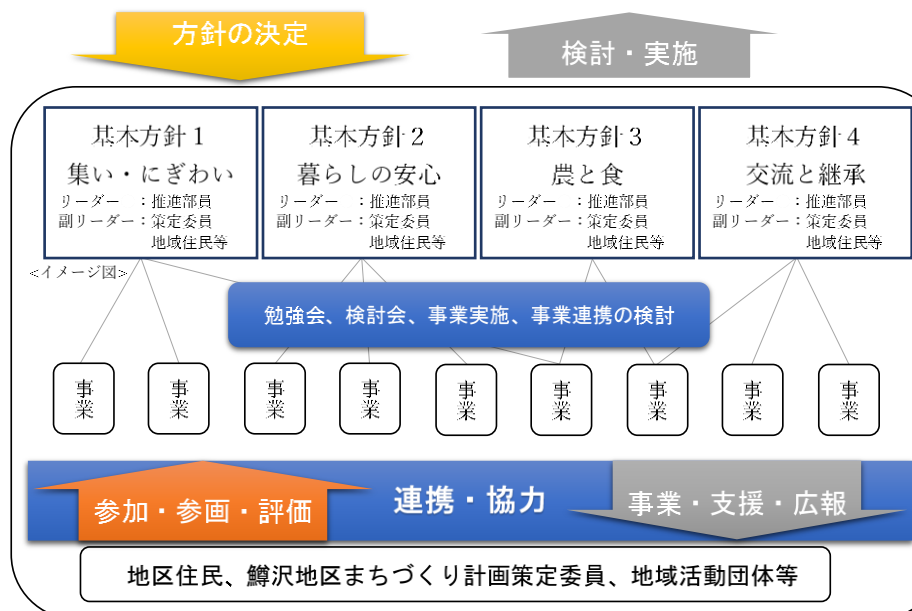 方針の決定
検討・実施
基本方針1
集い・にぎわい
リーダー ：推進部員
副リーダー：策定委員
地域住民等
基本方針2
暮らしの安心
リーダー ：推進部員
副リーダー：策定委員
地域住民等
基本方針3
農と食
リーダー ：推進部員
副リーダー：策定委員
地域住民等
基本方針4
交流と継承
リーダー ：推進部員
副リーダー：策定委員
地域住民等
<イメージ図>
勉強会、検討会、事業実施、事業連携の検討
事業
事業
事業
事業
事業
事業
事業
事業
事業
参加・参画・評価
連携・協力
事業・支援・広報
地区住民、鱒沢地区まちづくり計画策定委員、地域活動団体等